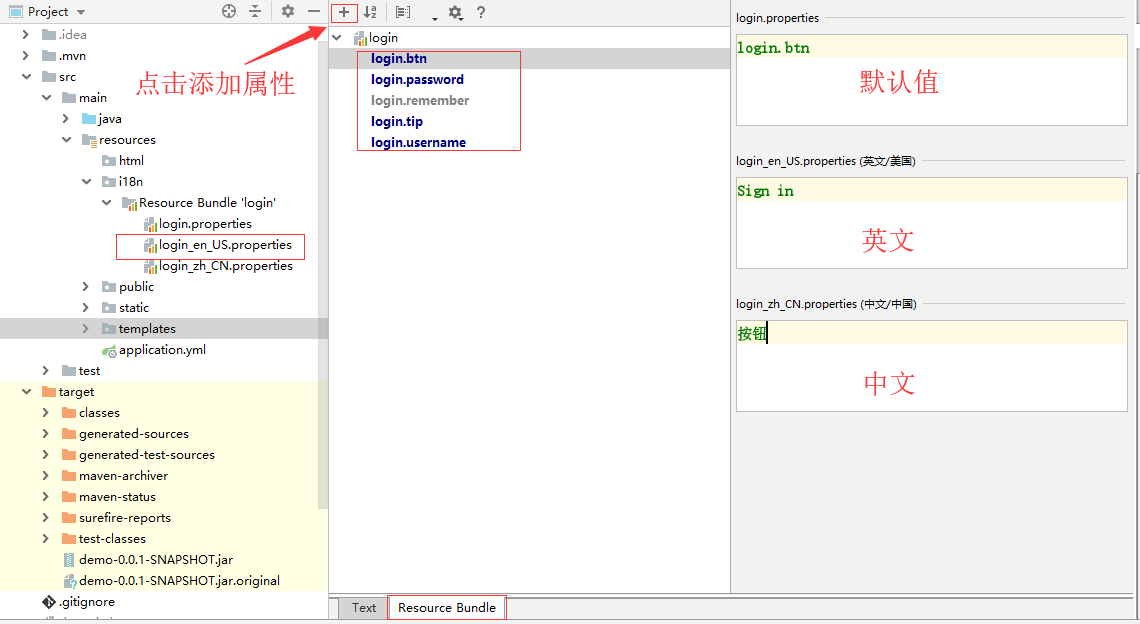 Project
.idea
.mvn
src
main
java
resources
html
i18n
Resource Bundle 'login'
login.properties
login_en_US.properties
login_zh_CN.properties
public
static
templates
application.yml
test
target
classes
generated-sources
generated-test-sources
maven-archiver
maven-status
surefire-reports
test-classes
demo-0.0.1-SNAPSHOT.jar
demo-0.0.1-SNAPSHOT.jar.original
.gitignore
点击添加属性
login
login.btn
login.password
login.remember
login.tip
login.username
Text
Resource Bundle
login.properties
login.btn
默认值
login_en_US.properties (英文/美国)
Sign in
英文
login_zh_CN.properties (中文/中国)
按钮
中文